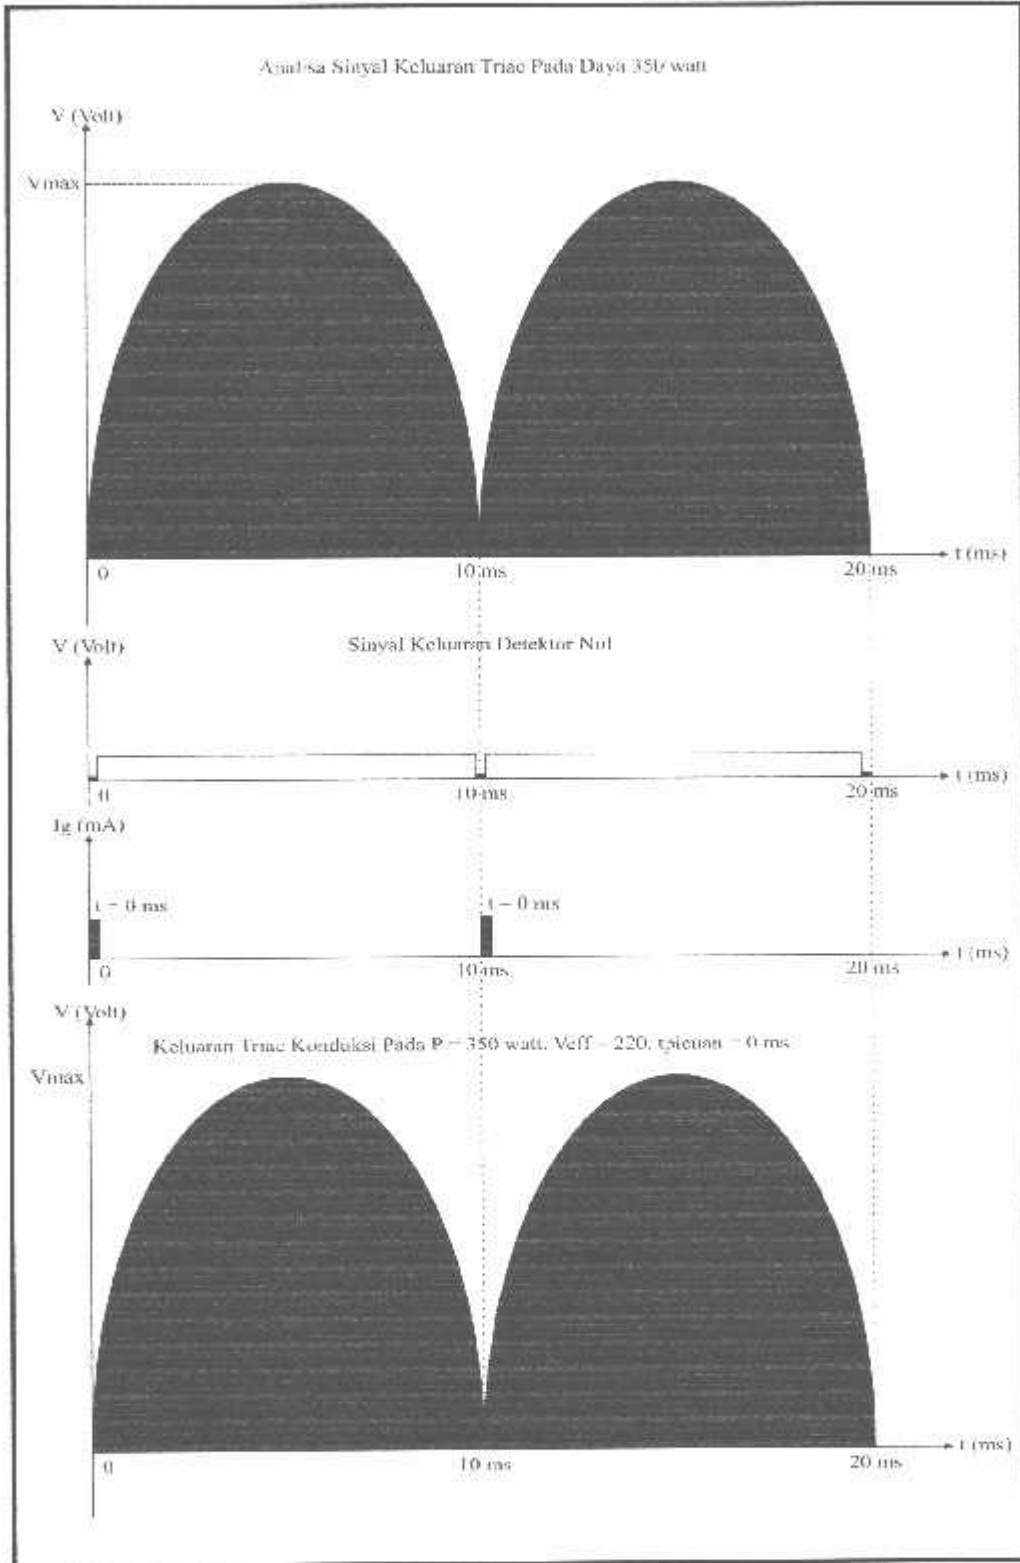 Analisa Sinyal Keluaran Triac Pada Daya 350 watt
V (Volt)
Vmax
t (ms)
0
10 ms
20 ms
V (Volt)
Sinyal Keluaran Detektor Nol
t (ms)
0
10 ms
20 ms
Ig (mA)
t = 0 ms
t = 0 ms
t (ms)
0
10 ms
20 ms
V (Volt)
Keluaran Triac Konduksi Pada P = 350 watt, Veff = 220, tpicuan = 0 ms
Vmax
t (ms)
0
10 ms
20 ms